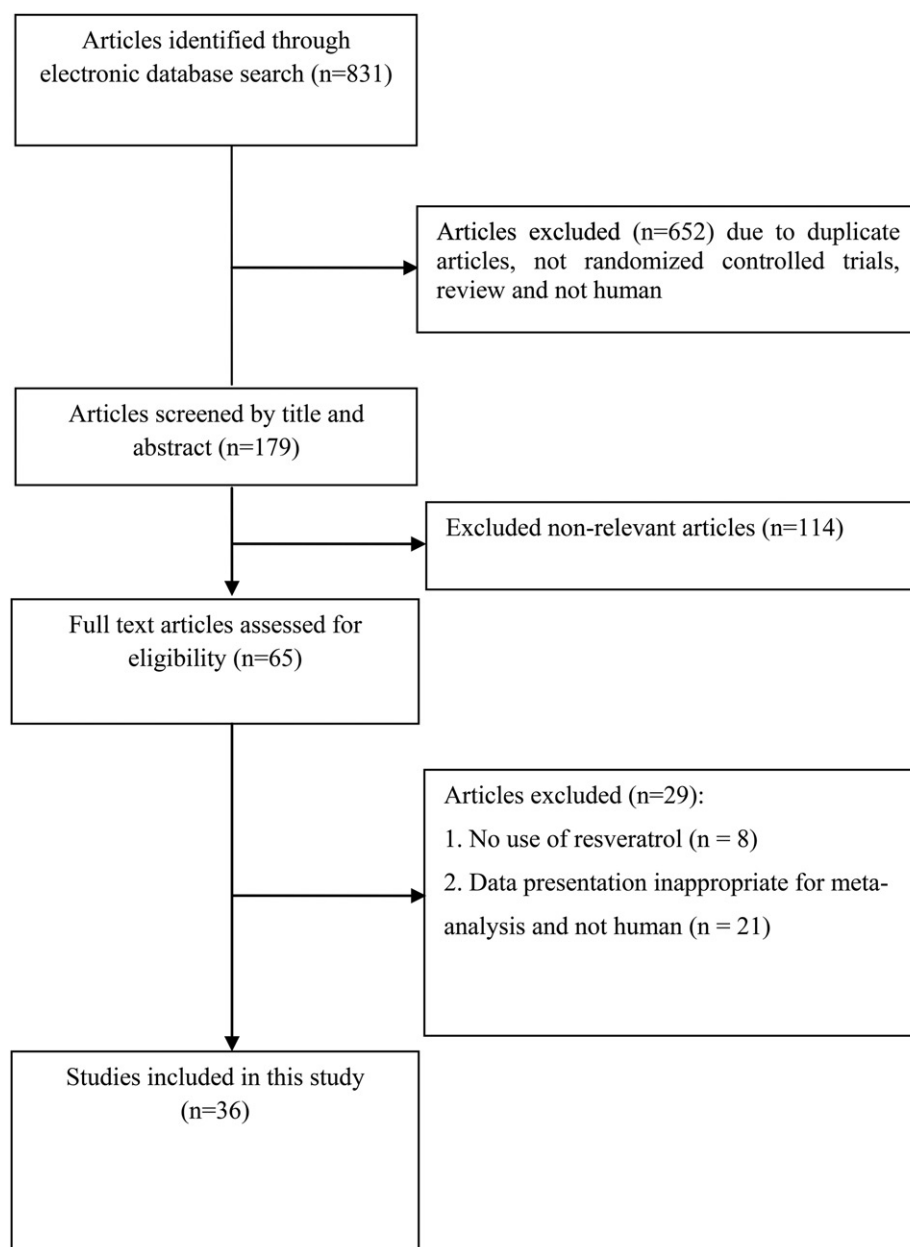 Articles identified through
electronic database search (n=831)
Articles excluded (n=652) due to duplicate
articles, not randomized controlled trials,
review and not human
Articles screened by title and
abstract (n=179)
Excluded non-relevant articles (n=114)
Full text articles assessed for
eligibility (n=65)
Articles excluded (n=29):
1. No use of resveratrol (n = 8)
2. Data presentation inappropriate for meta-
analysis and not human (n = 21)
Studies included in this study
(n=36)